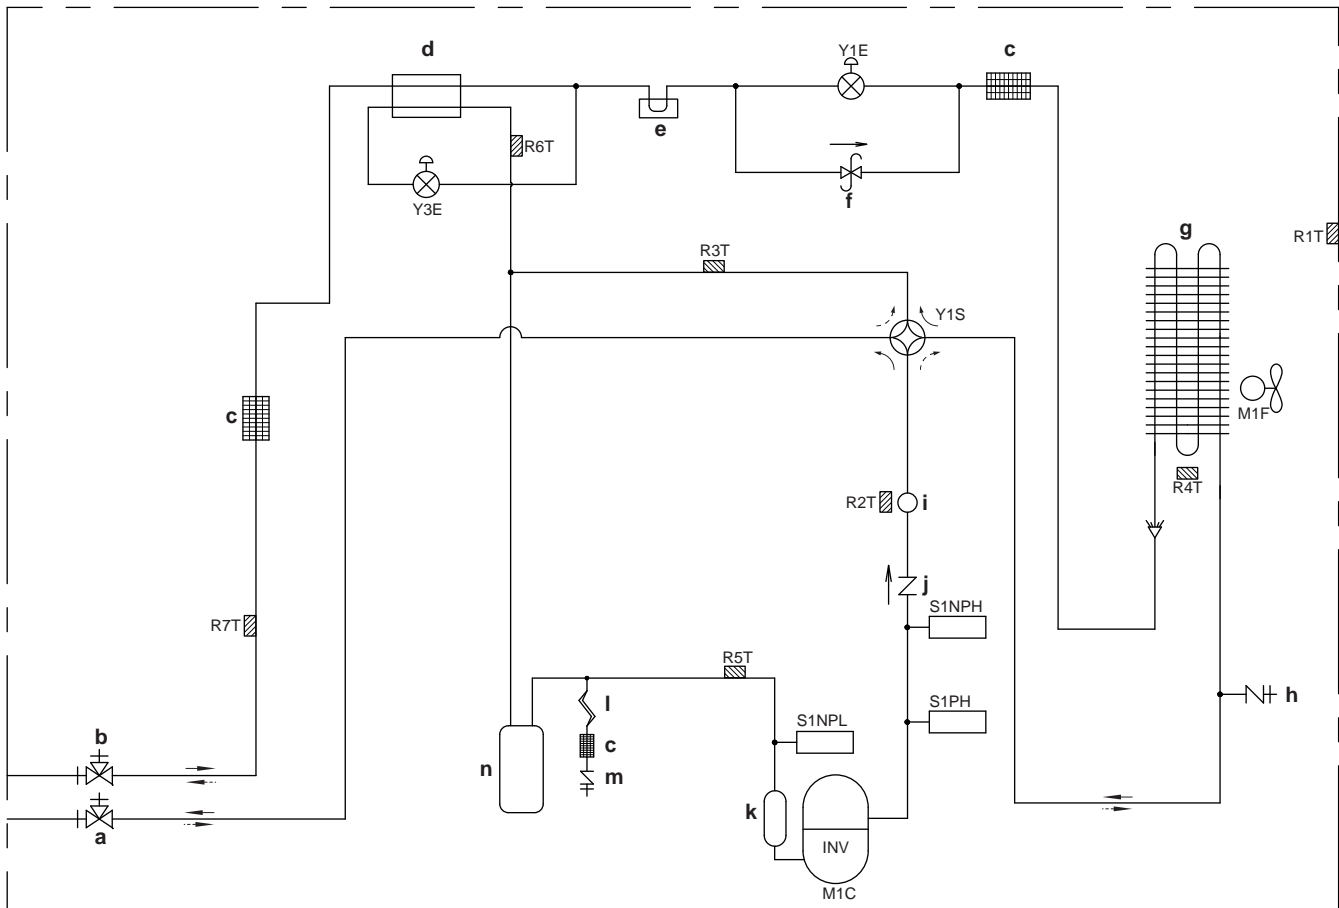 d
Y1E
c
e
R6T
Y3E
f
R3T
g
R1T
Y1S
c
M1F
R2T
i
R4T
j
S1NPH
R7T
R5T
l
S1NPL
S1PH
h
b
c
n
m
a
k
INV
M1C